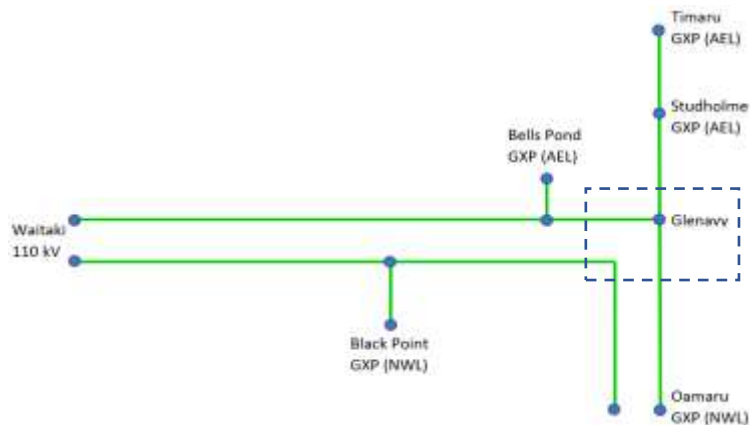 Timaru
GXP (AEL)
Studholme
GXP (AEL)
Bells Pond
GXP (AEL)
Glenavy
Waitaki
110 kV
Black Point
GXP (NWL)
Oamaru
GXP (NWL)